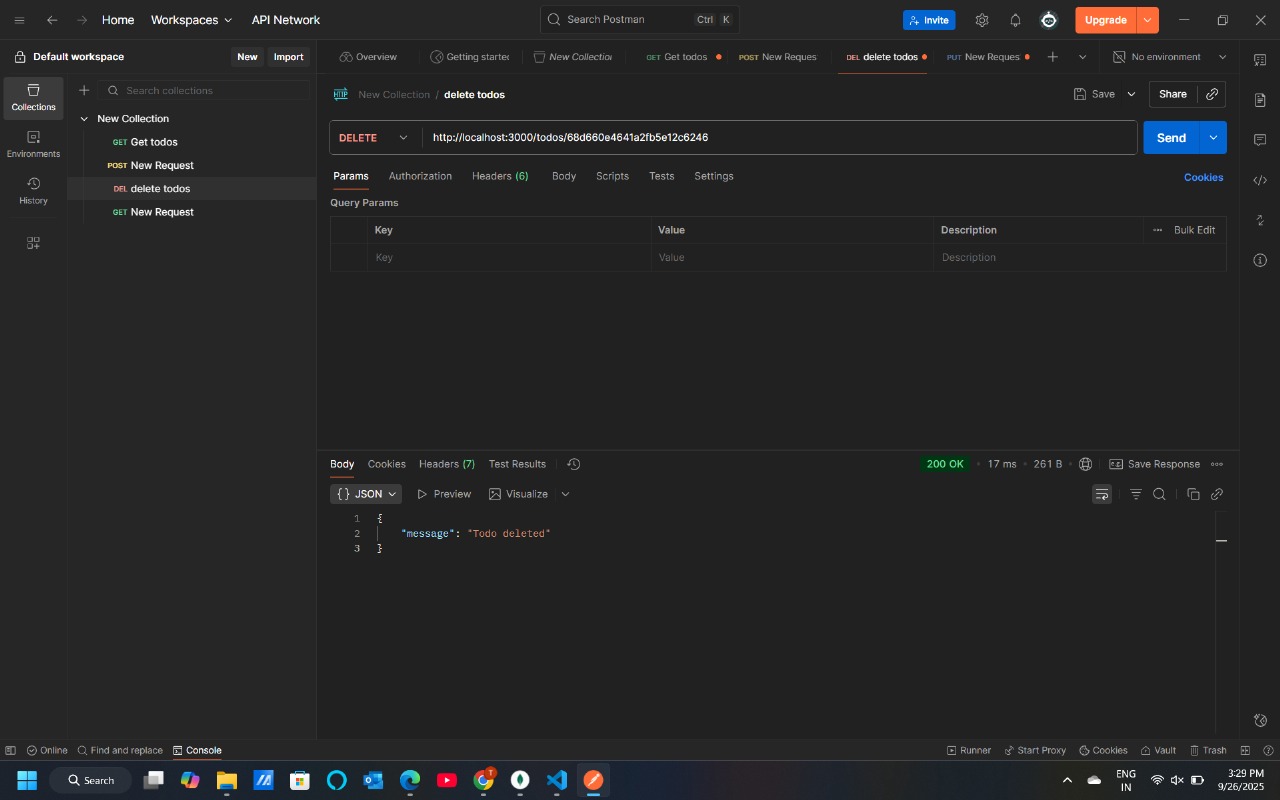 Home Workspaces API Network Search Postman Ctrl K Invite Upgrade
Default workspace New Import Overview Getting starte New Collection GET Get todos POST New Reques DEL delete todos PUT New Reques No environment
Collections
Search collections
New Collection / delete todos Save Share
New Collection
GET Get todos
POST New Request
DEL delete todos
GET New Request
Environments
History
DELETE http://localhost:3000/todos/68d660e4641a2fb5e12c6246 Send
Params Authorization Headers (6) Body Scripts Tests Settings Cookies
Query Params
Key Value Description Bulk Edit
Key Value Description
Body Cookies Headers (7) Test Results 200 OK 17 ms 261 B Save Response
{} JSON Preview Visualize
1 {
2 "message": "Todo deleted"
3 }
Online Find and replace Console Runner Start Proxy Cookies Vault Trash
Search ENG IN 3:29 PM 9/26/2025